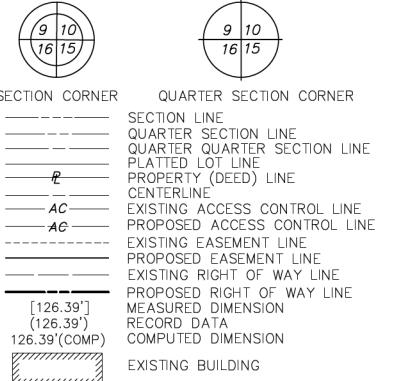 9 10 9 10
16 15 16 15
SECTION CORNER QUARTER SECTION CORNER
SECTION LINE
QUARTER SECTION LINE
QUARTER QUARTER SECTION LINE
PLATTED LOT LINE
PL PROPERTY (DEED) LINE
CENTERLINE
AC EXISTING ACCESS CONTROL LINE
AC PROPOSED ACCESS CONTROL LINE
EXISTING EASEMENT LINE
PROPOSED EASEMENT LINE
EXISTING RIGHT OF WAY LINE
PROPOSED RIGHT OF WAY LINE
[126.39'] MEASURED DIMENSION
(126.39') RECORD DATA
126.39'(COMP) COMPUTED DIMENSION
EXISTING BUILDING